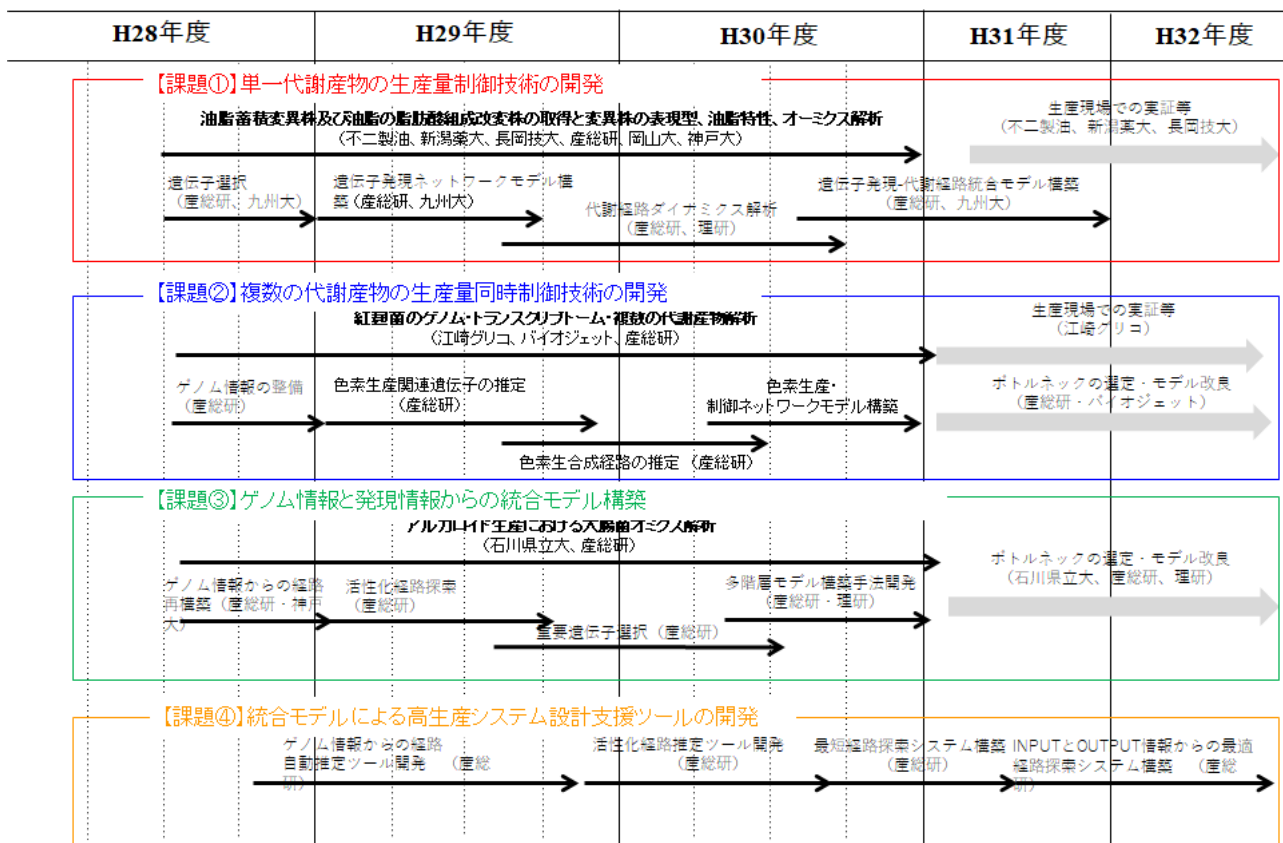 H28年度 H29年度 H30年度 H31年度 H32年度
【課題①】単一代謝産物の生産量制御技術の開発
油脂蓄積変異株及び油脂の脂肪酸組成改変株の取得と変異株の表現型、油脂特性、オーミクス解析
(不二製油、新潟薬大、長岡技大、産総研、岡山大、神戸大)
生産現場での実証等
(不二製油、新潟薬大、長岡技大)
遺伝子選択
(産総研、九州大)
遺伝子発現ネットワークモデル構
築(産総研、九州大)
代謝経路ダイナミクス解析
(産総研、理研)
遺伝子発現-代謝経路統合モデル構築
(産総研、九州大)
【課題②】複数の代謝産物の生産量同時制御技術の開発
紅麹菌のゲノム・トランスクリプトーム・複数の代謝産物解析
(江崎グリコ、バイオジェット、産総研)
生産現場での実証等
(江崎グリコ)
ゲノム情報の整備
(産総研)
色素生産関連遺伝子の推定
(産総研)
色素生合成経路の推定 (産総研)
色素生産・
制御ネットワークモデル構築
ボトルネックの選定・モデル改良
(産総研・バイオジェット)
【課題③】ゲノム情報と発現情報からの統合モデル構築
アルカロイド生産における大腸菌オミクス解析
(石川県立大、産総研)
ゲノム情報からの経路
再構築(産総研・神戸
大)
活性化経路探索
(産総研)
重要遺伝子選択(産総研)
多階層モデル構築手法開発
(産総研・理研)
ボトルネックの選定・モデル改良
(石川県立大、産総研、理研)
【課題④】統合モデルによる高生産システム設計支援ツールの開発
ゲノム情報からの経路
自動推定ツール開発 (産総
研)
活性化経路推定ツール開発
(産総研)
最短経路探索システム構築
(産総研)
INPUTとOUTPUT情報からの最適
経路探索システム構築 (産総
研)